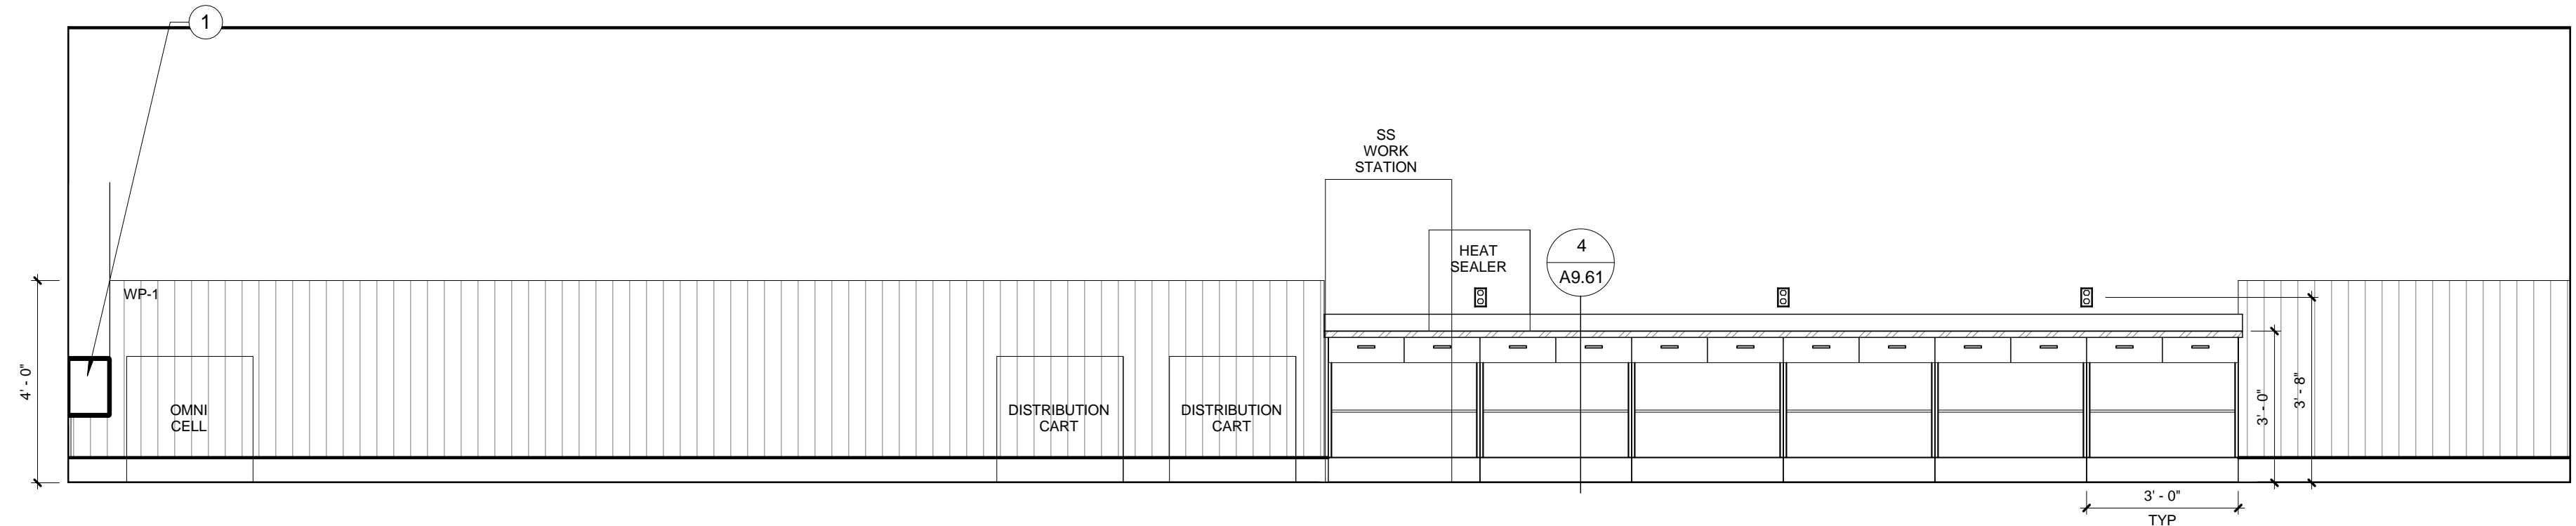 1
SS
WORK
STATION
HEAT
SEALER
4
A9.61
WP-1
4' - 0"
OMNI
CELL
DISTRIBUTION
CART
DISTRIBUTION
CART
3' - 0"
3' - 8"
3' - 0"
TYP